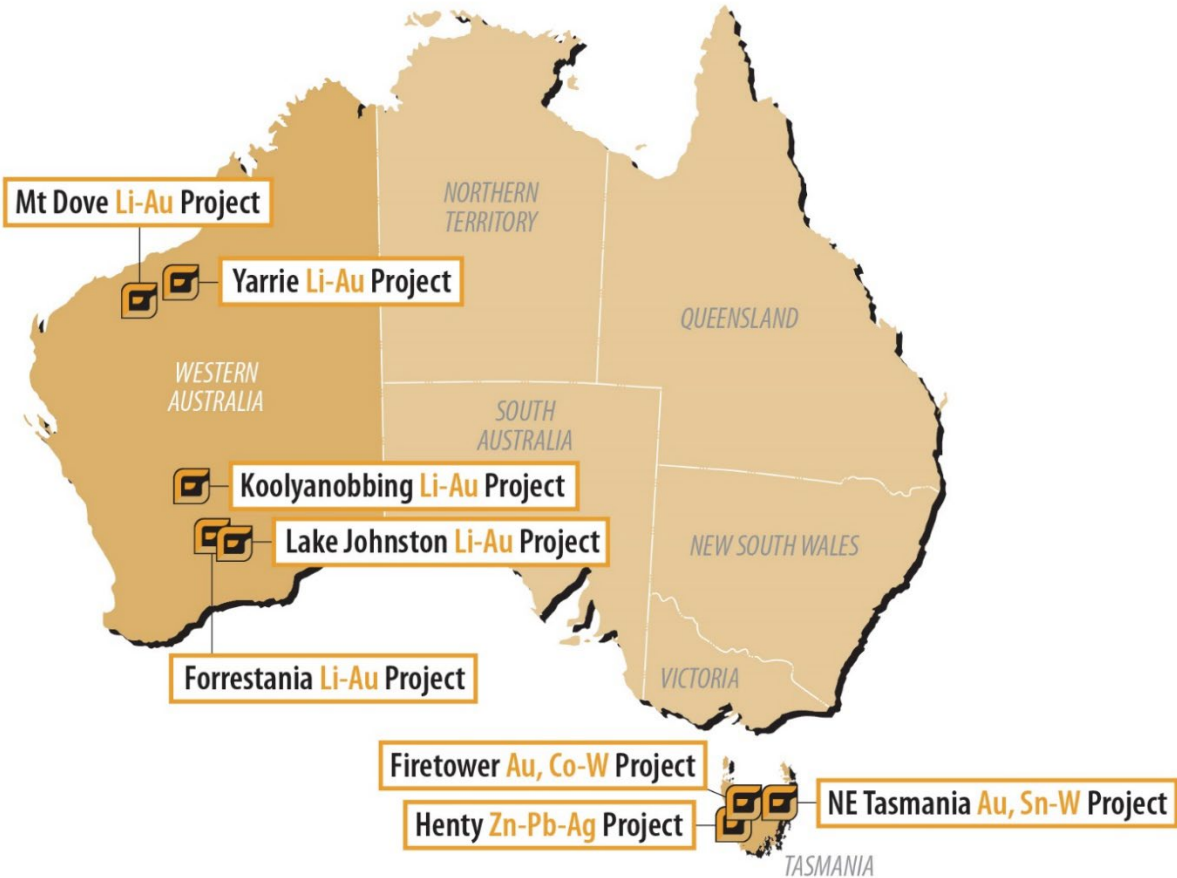 NORTHERN
TERRITORY
Mt Dove Li-Au Project
Yarrie Li-Au Project
QUEENSLAND
WESTERN
AUSTRALIA
SOUTH
AUSTRALIA
Koolyanobbing Li-Au Project
Lake Johnston Li-Au Project
NEW SOUTH WALES
Forrestania Li-Au Project
VICTORIA
Firetower Au, Co-W Project
NE Tasmania Au, Sn-W Project
Henty Zn-Pb-Ag Project
TASMANIA